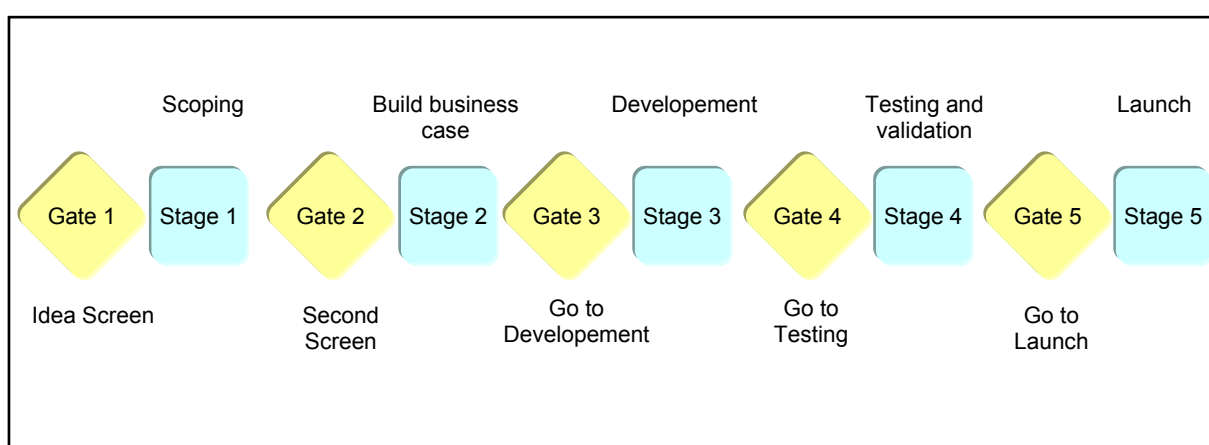 Scoping
Build business
case
Developement
Testing and
validation
Launch
Gate 1
Stage 1
Gate 2
Stage 2
Gate 3
Stage 3
Gate 4
Stage 4
Gate 5
Stage 5
Idea Screen
Second
Screen
Go to
Developement
Go to
Testing
Go to
Launch